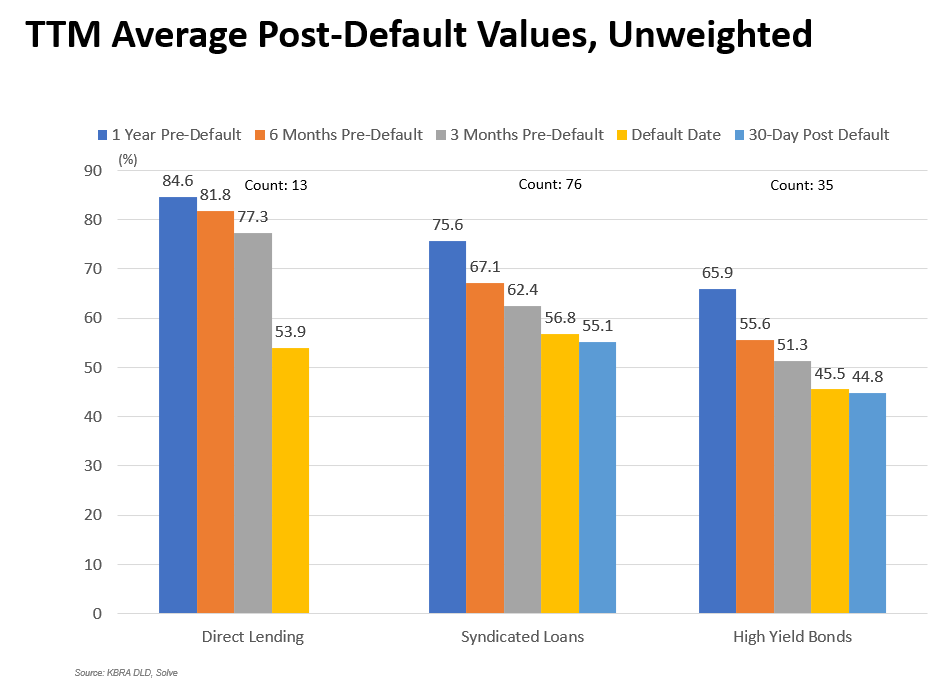 TTM Average Post-Default Values, Unweighted
1 Year Pre-Default 6 Months Pre-Default 3 Months Pre-Default Default Date 30-Day Post Default
(%)
90
Count: 13 Count: 76 Count: 35
84.6 81.8 77.3 53.9
75.6 67.1 62.4 56.8 55.1
65.9 55.6 51.3 45.5 44.8
80
70
60
50
40
30
20
10
0
Direct Lending Syndicated Loans High Yield Bonds
Source: KBRA DLD, Solve